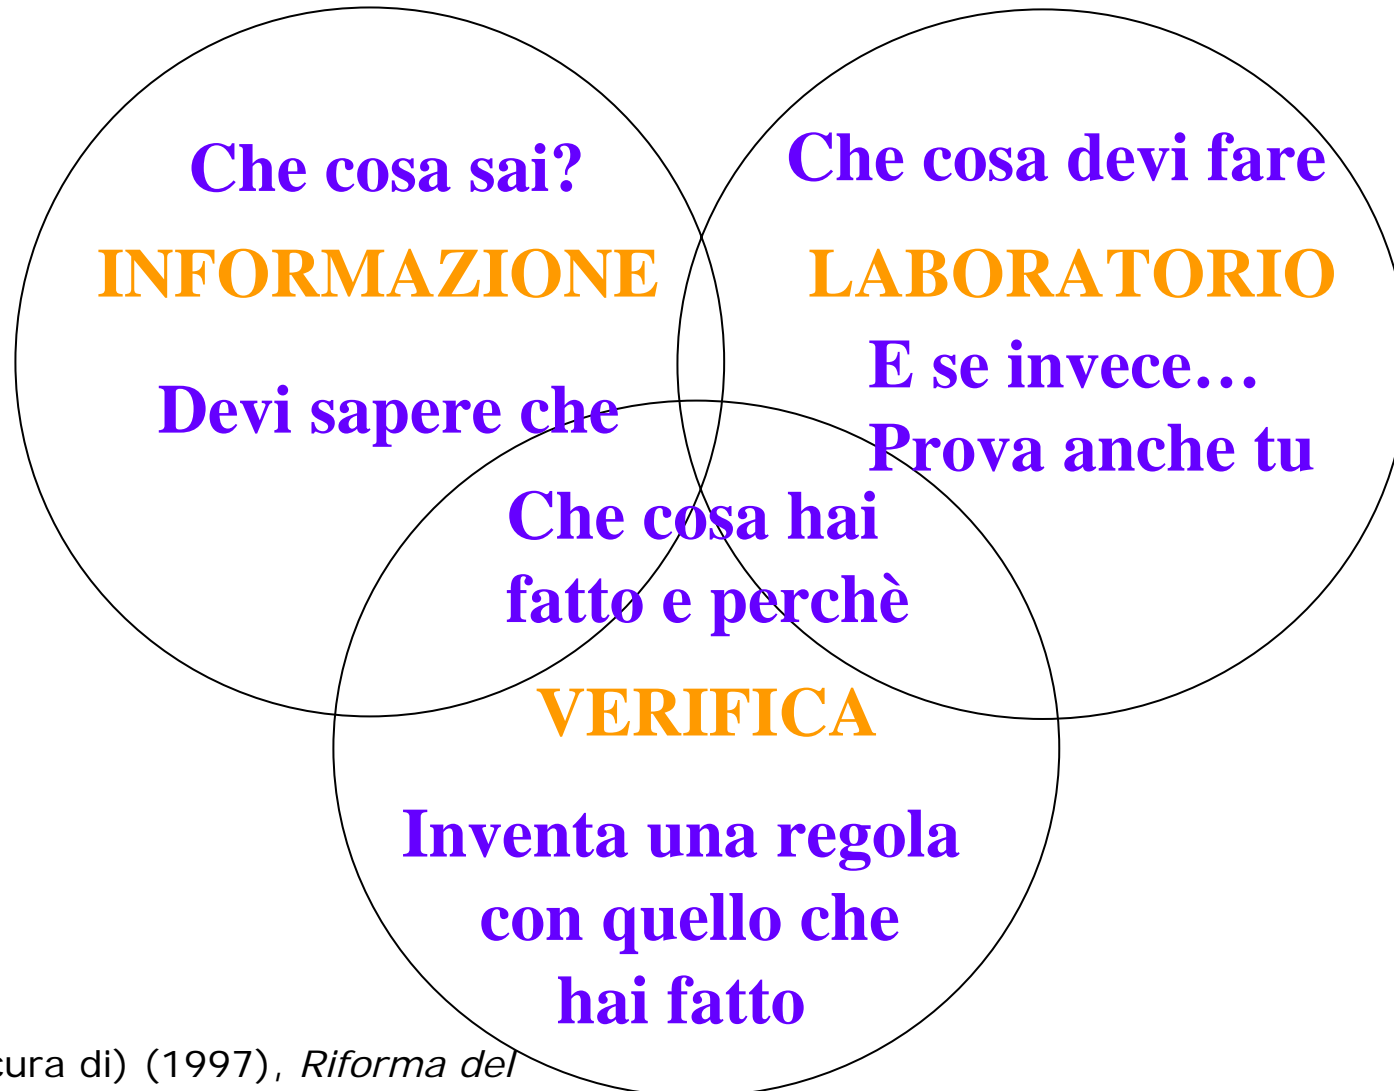 Che cosa sai?
INFORMAZIONE
Devi sapere che
Che cosa devi fare
LABORATORIO
E se invece…
Prova anche tu
Che cosa hai
fatto e perchè
VERIFICA
Inventa una regola
con quello che
hai fatto
cura di) (1997), Riforma del